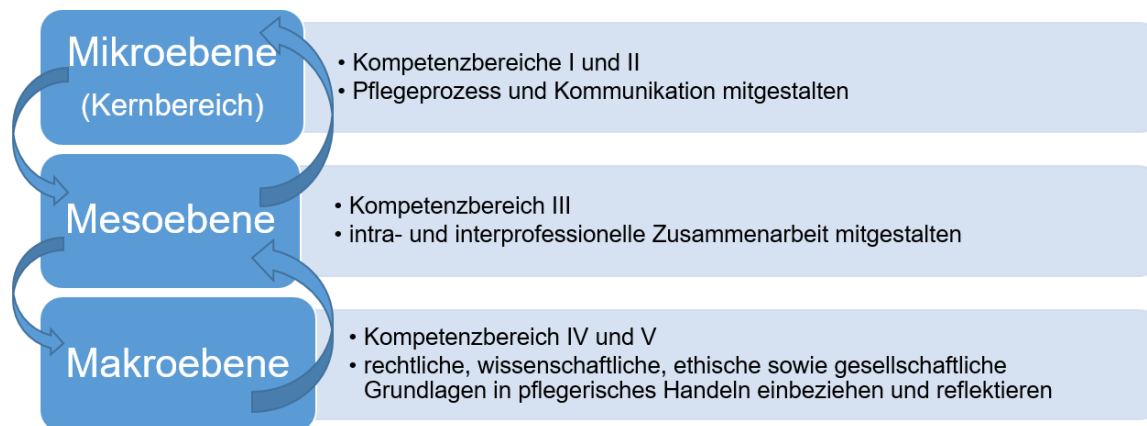 Mikroebene
(Kernbereich)
• Kompetenzbereiche I und II
• Pflegeprozess und Kommunikation mitgestalten
Mesoebene
• Kompetenzbereich III
• intra- und interprofessionelle Zusammenarbeit mitgestalten
Makroebene
• Kompetenzbereich IV und V
• rechtliche, wissenschaftliche, ethische sowie gesellschaftliche
Grundlagen in pflegerisches Handeln einbeziehen und reflektieren